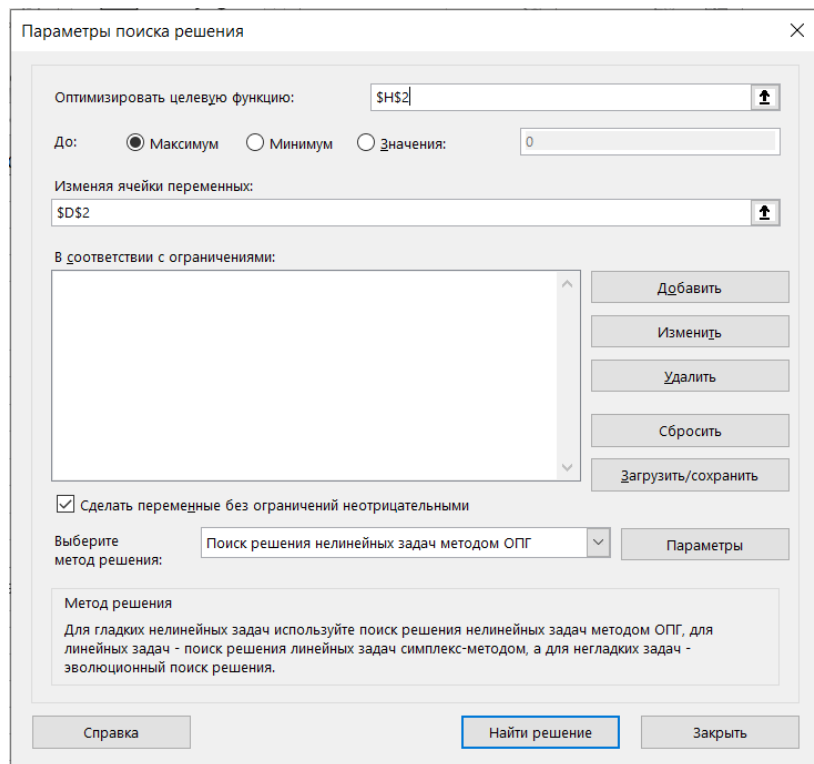 Параметры поиска решения
Оптимизировать целевую функцию: $H$2
До: Максимум Минимум Значения: 0
Изменяя ячейки переменных:
$D$2
В соответствии с ограничениями:
Добавить
Изменить
Удалить
Сбросить
Загрузить/сохранить
Сделать переменные без ограничений неотрицательными
Выберите
метод решения:
Поиск решения нелинейных задач методом ОПГ
Параметры
Метод решения
Для гладких нелинейных задач используйте поиск решения нелинейных задач методом ОПГ, для
линейных задач - поиск решения линейных задач симплекс-методом, а для негладких задач -
эволюционный поиск решения.
Справка
Найти решение
Закрыть